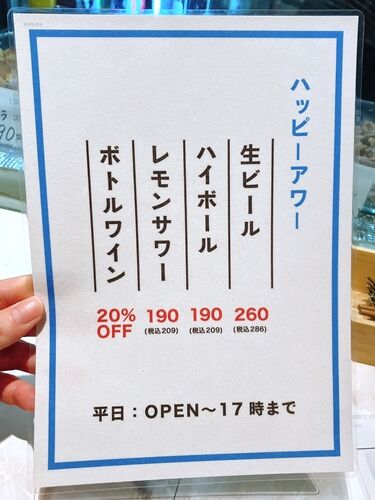 ハッピーアワー
生ビール
260
(税込286)
ハイボール
190
(税込209)
レモンサワー
190
(税込209)
ボトルワイン
20%
OFF
平日：OPEN〜17時まで